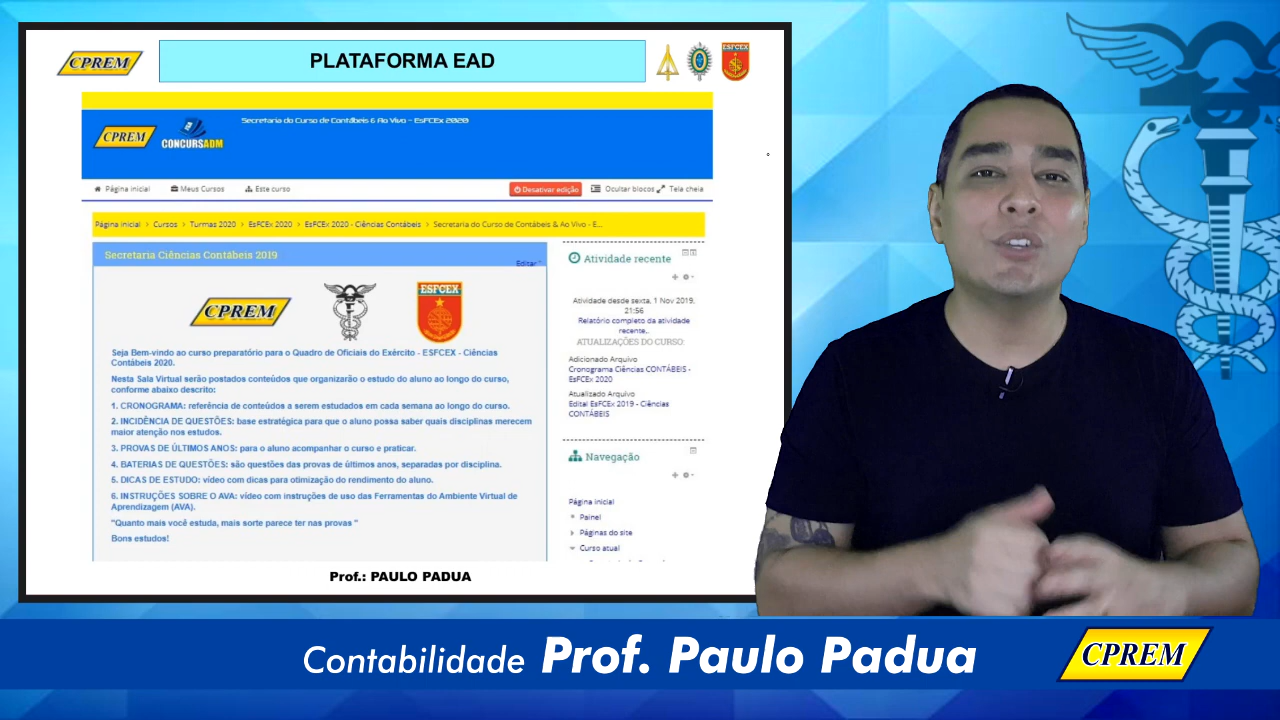 CPREM
PLATAFORMA EAD
ESFCEX
CPREM
CONCURSADM
Secretaria do Curso de Contábeis & Ao Vivo - EsFCEx 2020
Página inicial
Meus Cursos
Este curso
Desativar edição
Ocultar blocos
Tela cheia
Página inicial > Cursos > Turmas 2020 > EsFCEx 2020 > EsFCEx 2020 - Ciências Contábeis > Secretaria do Curso de Contábeis & Ao Vivo - E...
Secretaria Ciências Contábeis 2019
Editar
CPREM
ESFCEX
Seja Bem-vindo ao curso preparatório para o Quadro de Oficiais do Exército - ESFCEX - Ciências
Contábeis 2020.
Nesta Sala Virtual serão postados conteúdos que organizarão o estudo do aluno ao longo do curso,
conforme abaixo descrito:
1. CRONOGRAMA: referência de conteúdos a serem estudados em cada semana ao longo do curso.
2. INCIDÊNCIA DE QUESTÕES: base estratégica para que o aluno possa saber quais disciplinas merecem
maior atenção nos estudos.
3. PROVAS DE ÚLTIMOS ANOS: para o aluno acompanhar o curso e praticar.
4. BATERIAS DE QUESTÕES: são questões das provas de últimos anos, separadas por disciplina.
5. DICAS DE ESTUDO: vídeo com dicas para otimização do rendimento do aluno.
6. INSTRUÇÕES SOBRE O AVA: vídeo com instruções de uso das Ferramentas do Ambiente Virtual de
Aprendizagem (AVA).
"Quanto mais você estuda, mais sorte parece ter nas provas "
Bons estudos!
Atividade recente
Atividade desde sexta, 1 Nov 2019,
21:56
Relatório completo da atividade
recente..
ATUALIZAÇÕES DO CURSO:
Adicionado Arquivo
Cronograma Ciências CONTÁBEIS -
EsFCEx 2020
Atualizado Arquivo
Edital EsFCEx 2019 - Ciências
CONTÁBEIS
Navegação
Página inicial
Painel
Páginas do site
Curso atual
Prof.: PAULO PADUA
Contabilidade Prof. Paulo Padua
CPREM